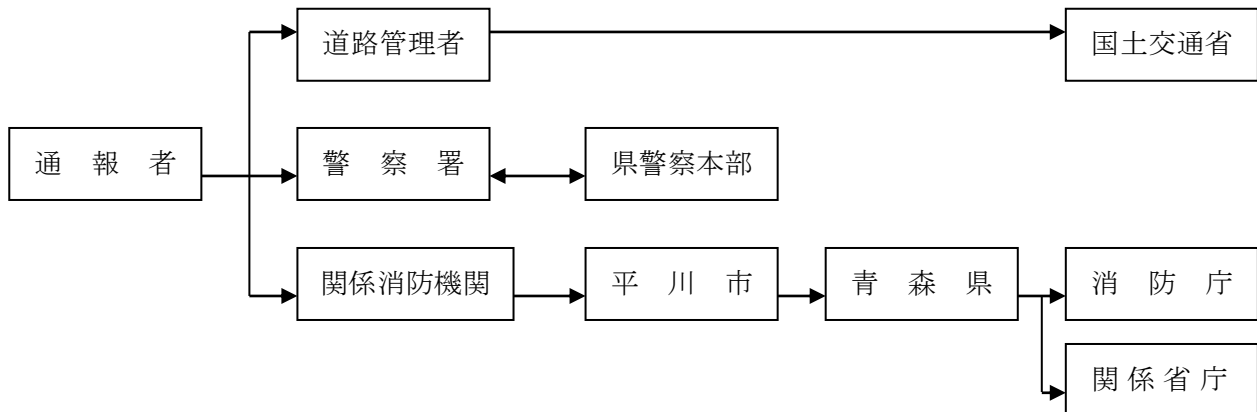 道路管理者
国土交通省
通報者
警察署
県警察本部
関係消防機関
平川市
青森県
消防庁
関係省庁